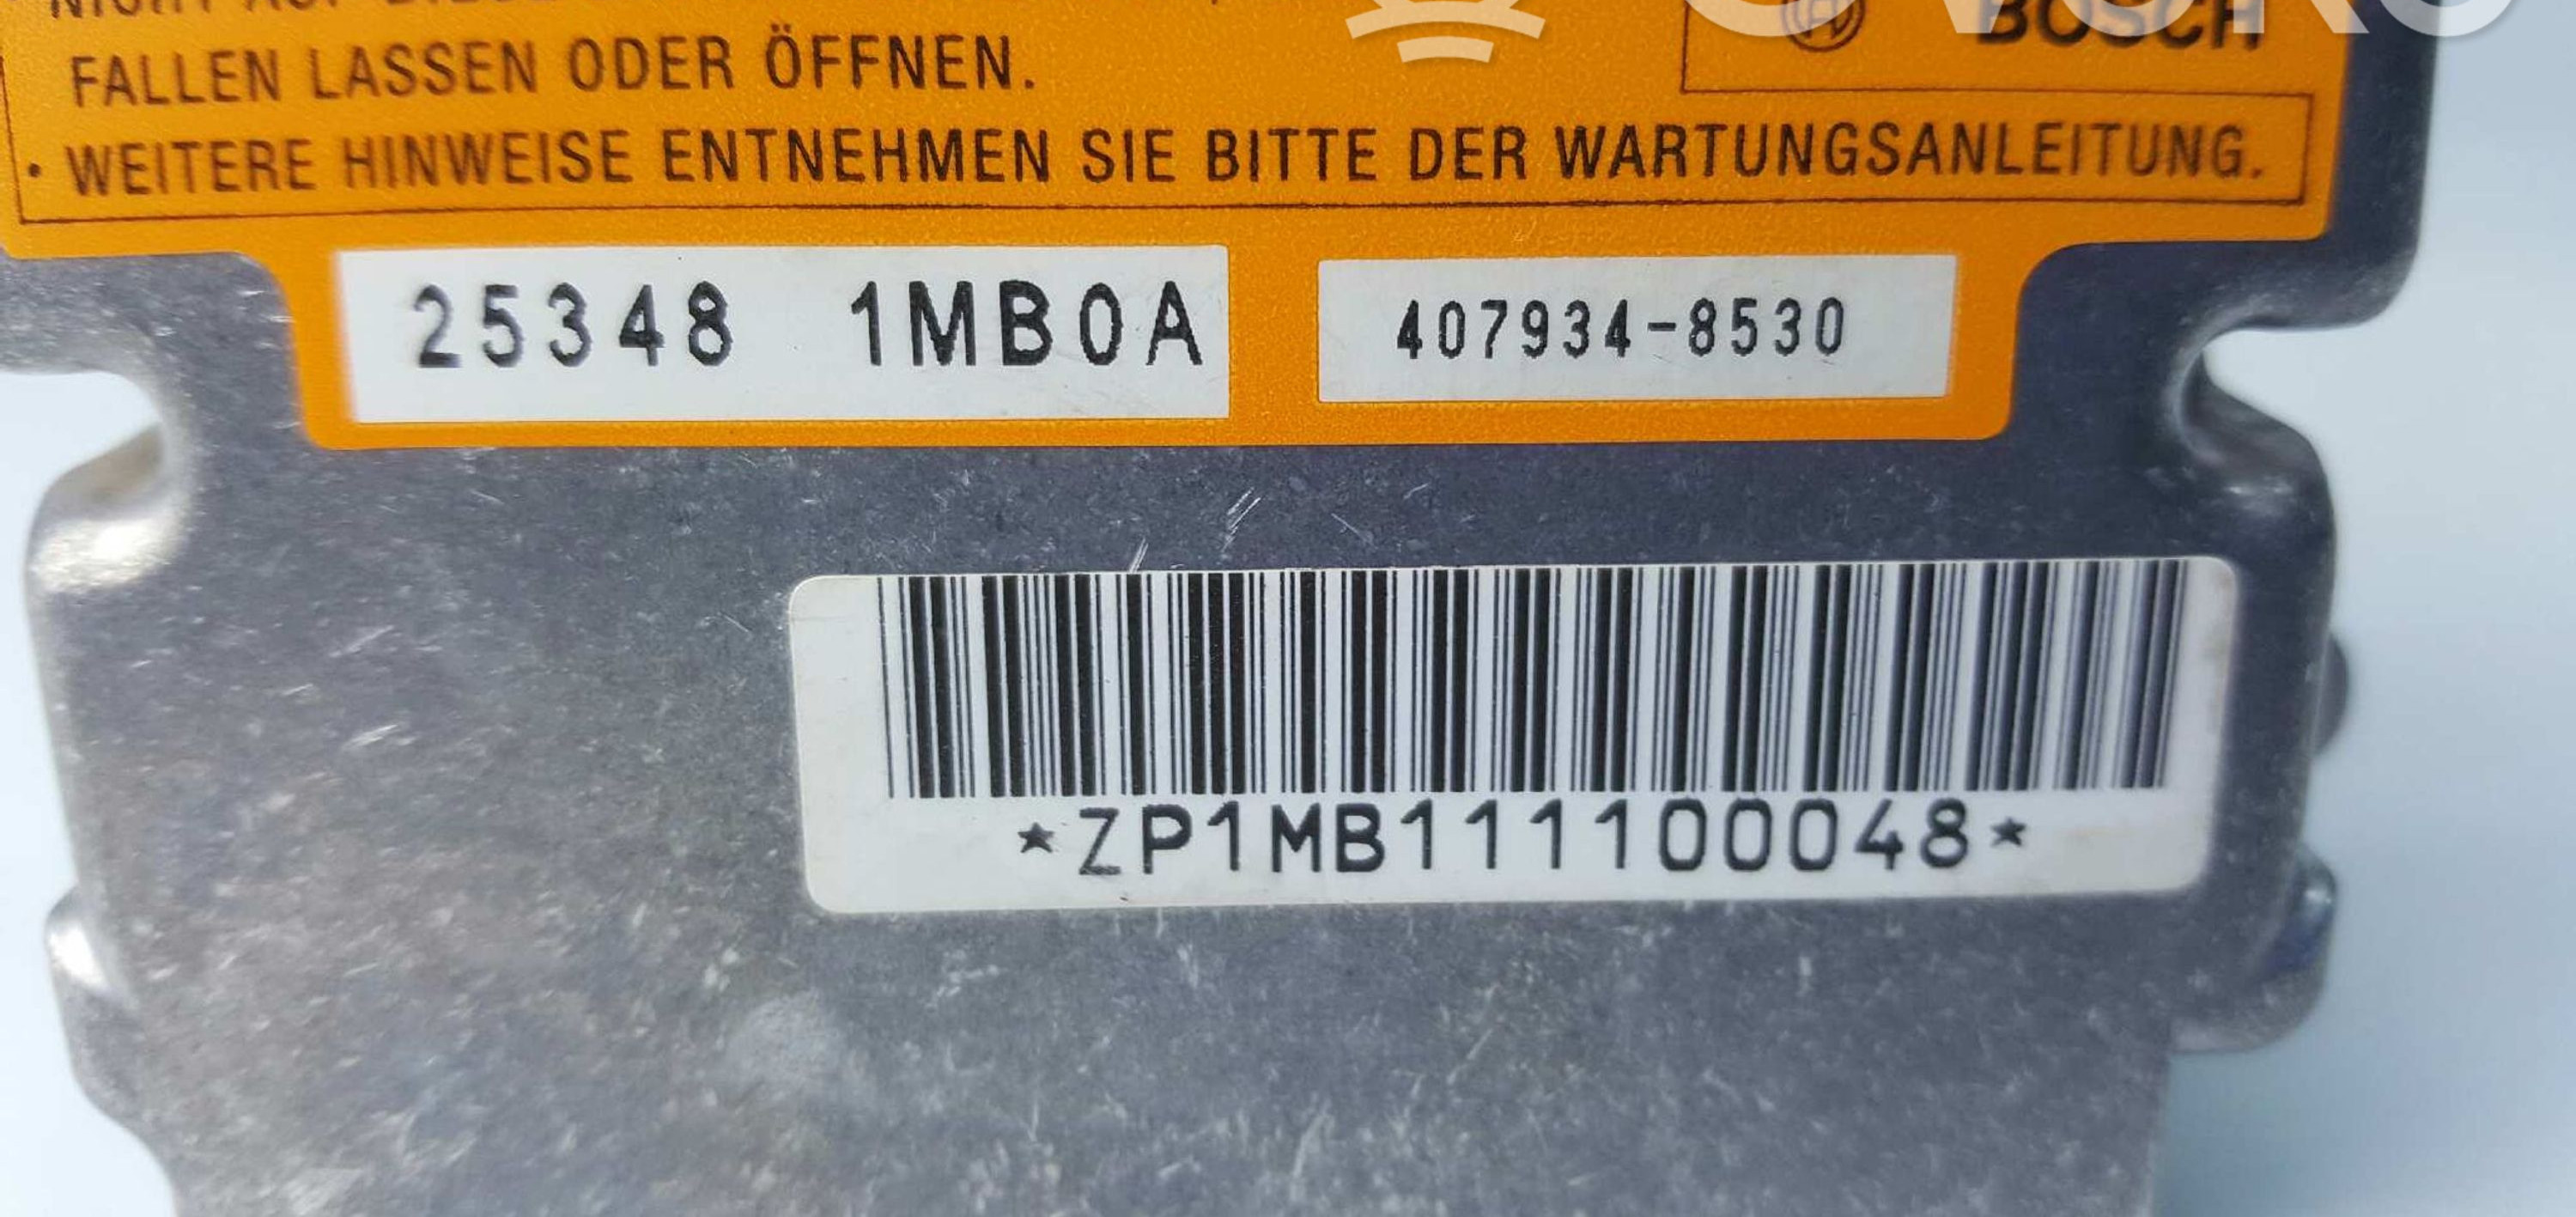 FALLEN LASSEN ODER ÖFFNEN.
BOSCH
· WEITERE HINWEISE ENTNEHMEN SIE BITTE DER WARTUNGSANLEITUNG.
25348 1MB0A
407934-8530
*ZP1MB111100048*